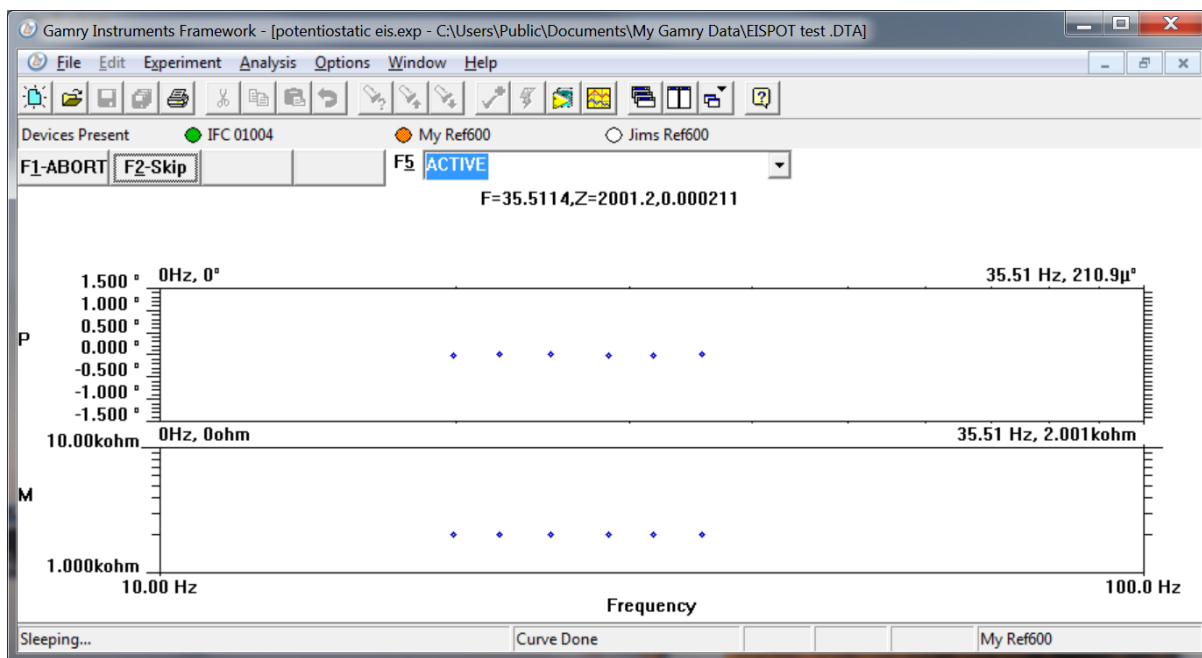 Gamry Instruments Framework - [potentiostatic eis.exp - C:\Users\Public\Documents\My Gamry Data\EISPOT test .DTA]
File Edit Experiment Analysis Options Window Help
Devices Present IFC 01004 My Ref600 Jims Ref600
F1-ABORT F2-Skip F5 ACTIVE
F=35.5114,Z=2001.2,0.000211
0Hz, 0° 35.51 Hz, 210.9µ°
1.500 °
1.000 °
0.500 °
P
0.000 °
-0.500 °
-1.000 °
-1.500 °
0Hz, 0ohm 35.51 Hz, 2.001kohm
10.00kohm
M
1.000kohm
10.00 Hz 100.0 Hz
Frequency
Sleeping... Curve Done My Ref600